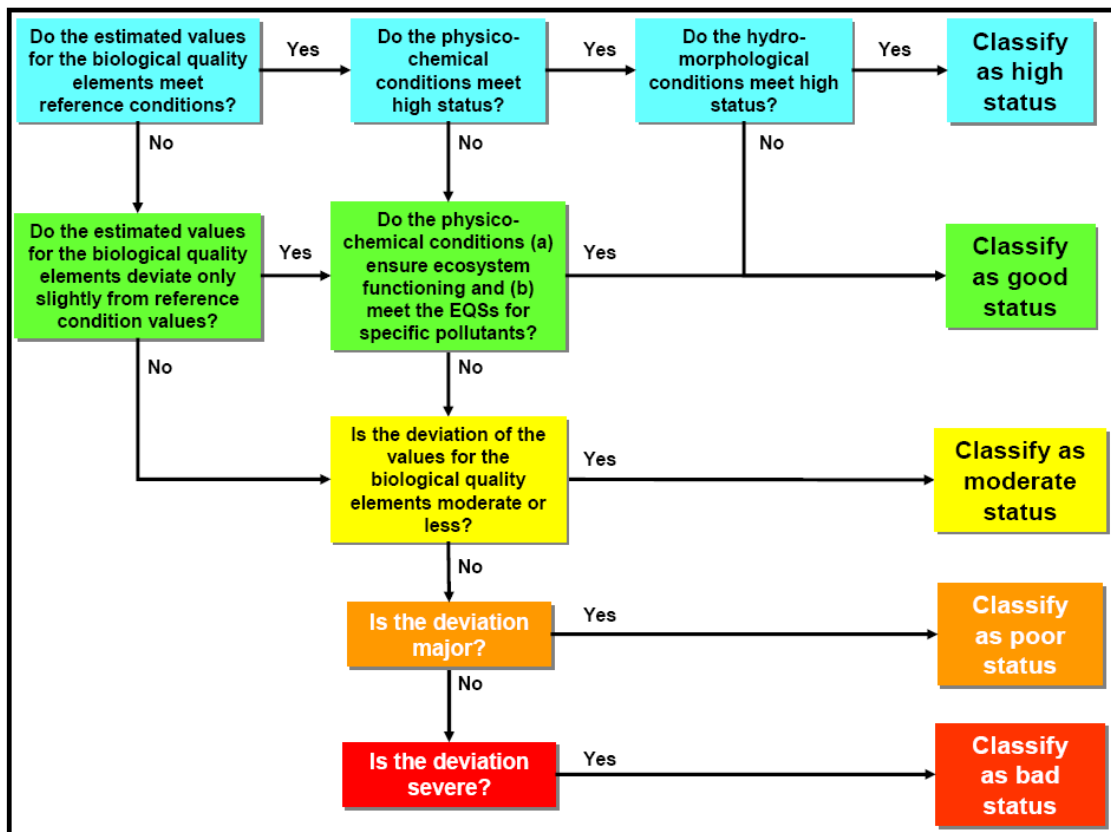 Do the estimated values
for the biological quality
elements meet
reference conditions?
Yes
Do the physico-
chemical
conditions meet
high status?
Yes
Do the hydro-
morphological
conditions meet high
status?
Yes
Classify
as high
status
No
No
No
Do the estimated values
for the biological quality
elements deviate only
slightly from reference
condition values?
Yes
Do the physico-
chemical conditions (a)
ensure ecosystem
functioning and (b)
meet the EQSs for
specific pollutants?
Yes
Classify
as good
status
No
No
Is the deviation of the
values for the
biological quality
elements moderate or
less?
Yes
Classify as
moderate
status
No
Is the deviation
major?
Yes
Classify
as poor
status
No
Is the deviation
severe?
Yes
Classify
as bad
status